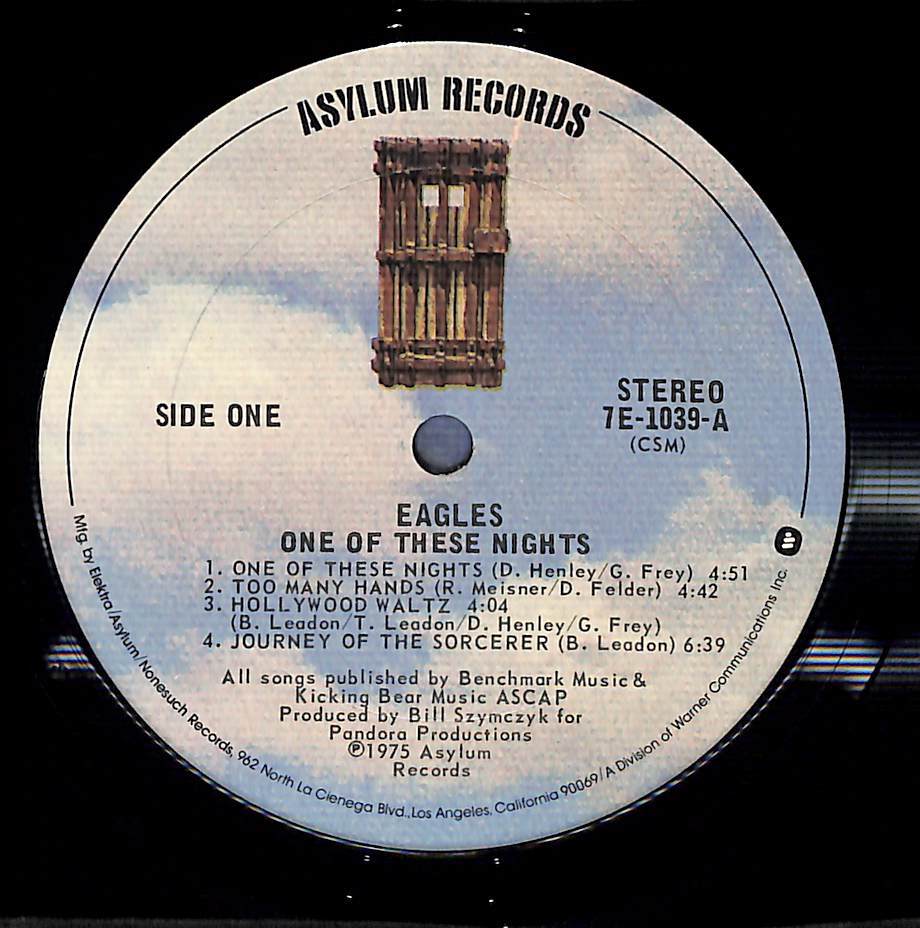 ASYLUM RECORDS
SIDE ONE
STEREO
7E-1039-A
(CSM)
EAGLES
ONE OF THESE NIGHTS
1. ONE OF THESE NIGHTS (D. Henley/G. Frey) 4:51
2. TOO MANY HANDS (R. Meisner/D. Felder) 4:42
3. HOLLYWOOD WALTZ 4:04
(B. Leadon/T. Leadon/D. Henley/G. Frey)
4. JOURNEY OF THE SORCERER (B. Leadon) 6:39
All songs published by Benchmark Music &
Kicking Bear Music ASCAP
Produced by Bill Szymczyk for
Pandora Productions
℗1975 Asylum
Records
Mfg. by Elektra/Asylum/Nonesuch Records, 962 North La Cienega Blvd., Los Angeles, California 90069/A Division of Warner Communications Inc.